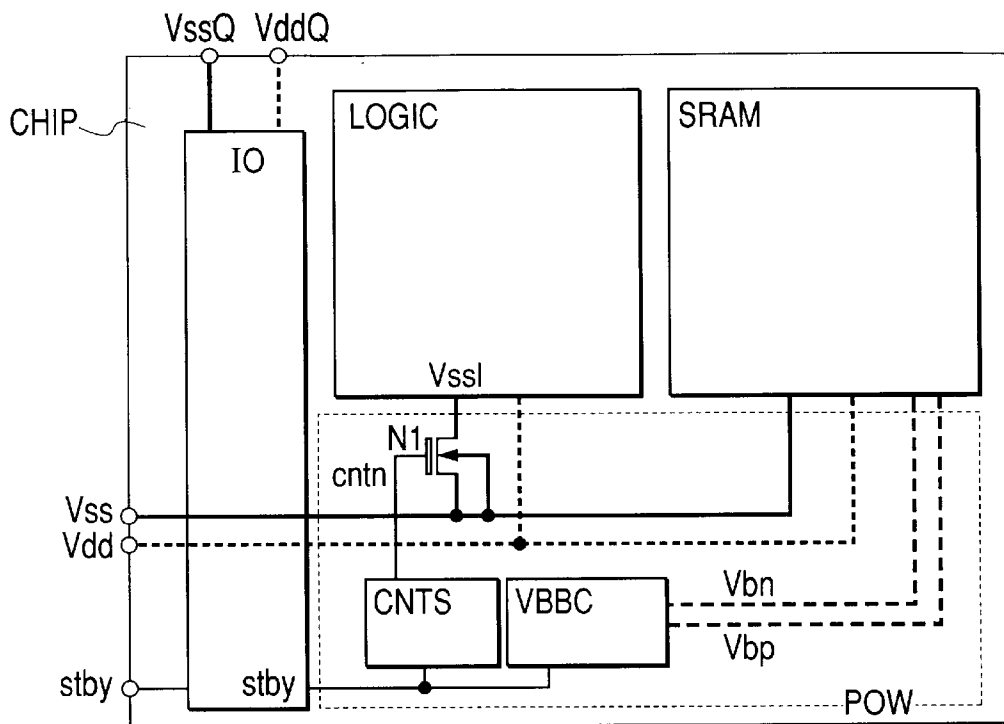 VssQ VddQ
CHIP
IO
LOGIC
SRAM
Vssl
N1
cntn
Vss
Vdd
CNTS
VBBC
Vbn
Vbp
stby
stby
POW